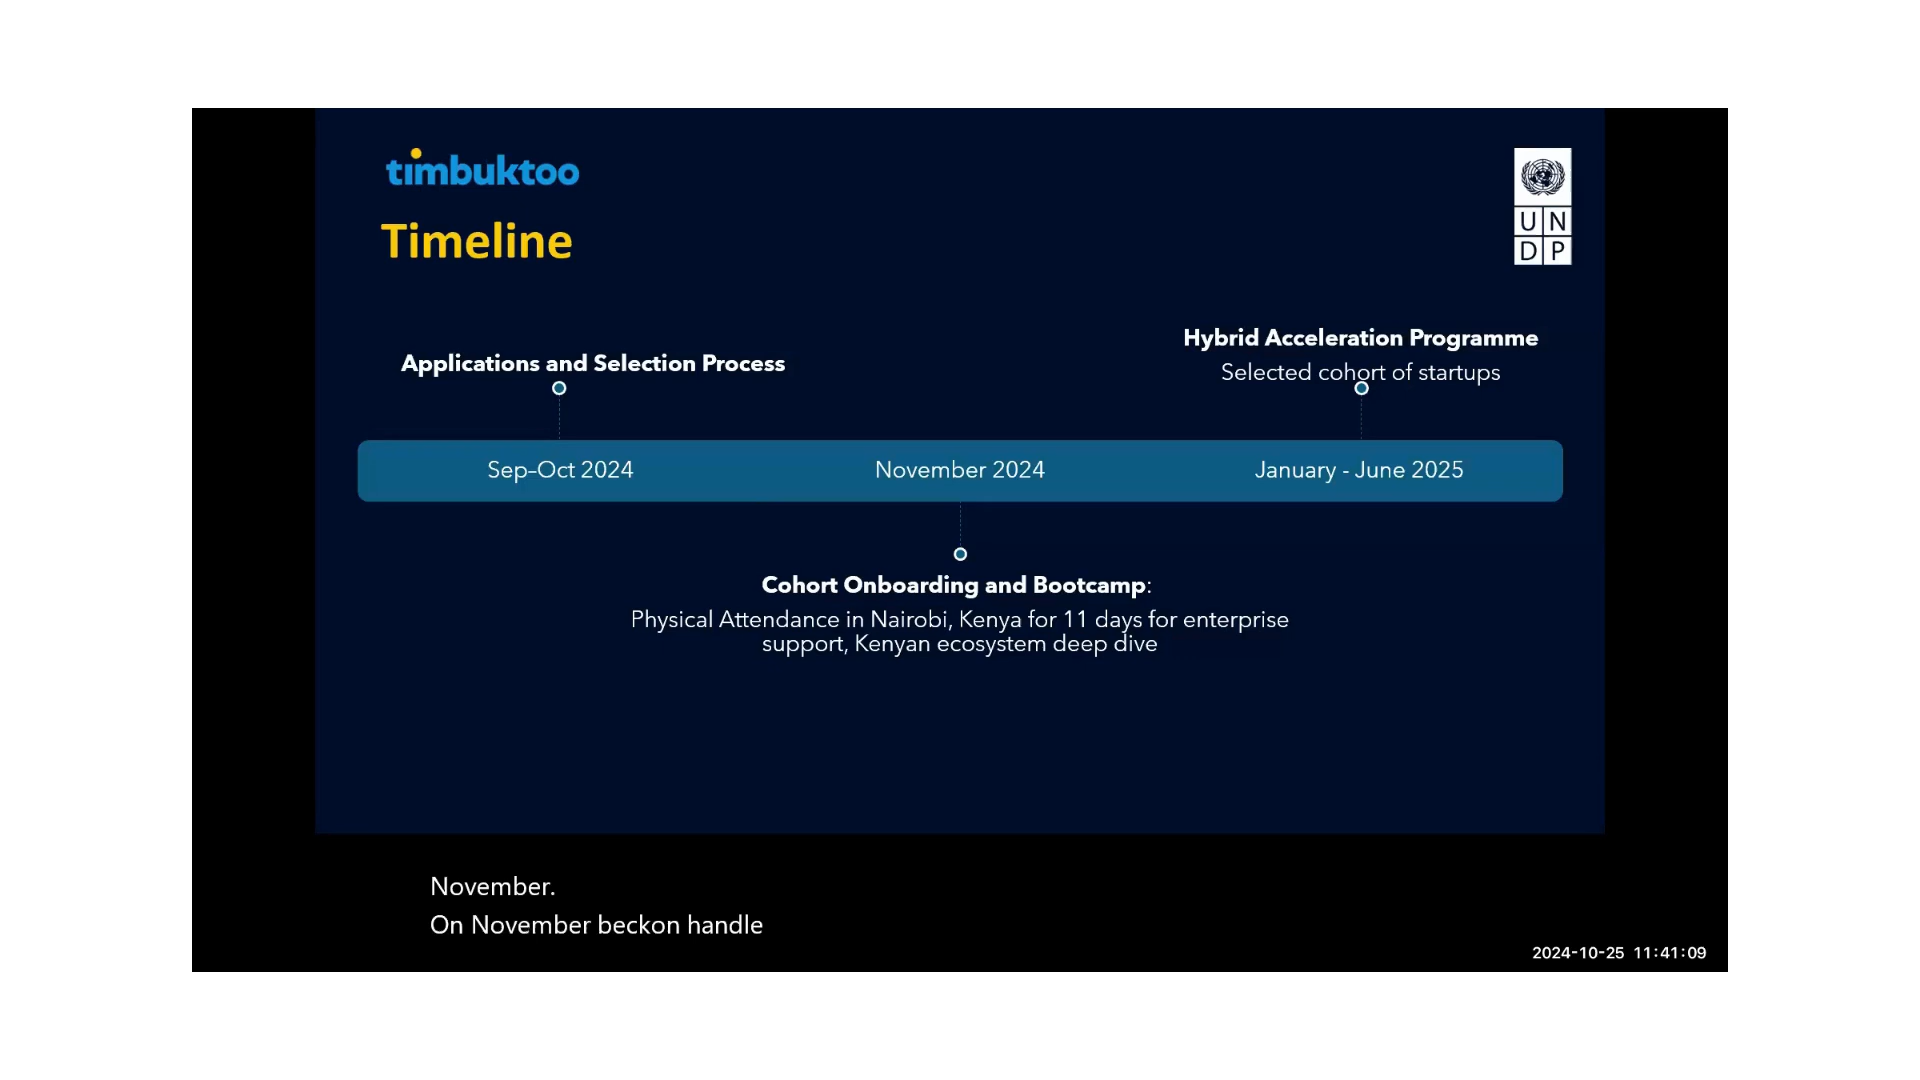 timbuktoo
Timeline
U N
D P
Applications and Selection Process
Hybrid Acceleration Programme
Selected cohort of startups
Sep–Oct 2024
November 2024
January - June 2025
Cohort Onboarding and Bootcamp:
Physical Attendance in Nairobi, Kenya for 11 days for enterprise
support, Kenyan ecosystem deep dive
November.
On November beckon handle
2024-10-25 11:41:09